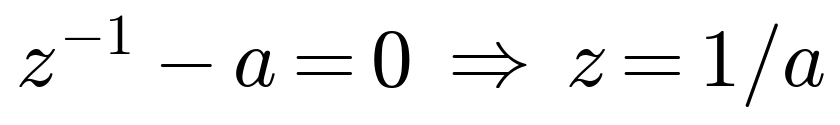 z⁻¹ − a = 0 ⇒ z = 1/a